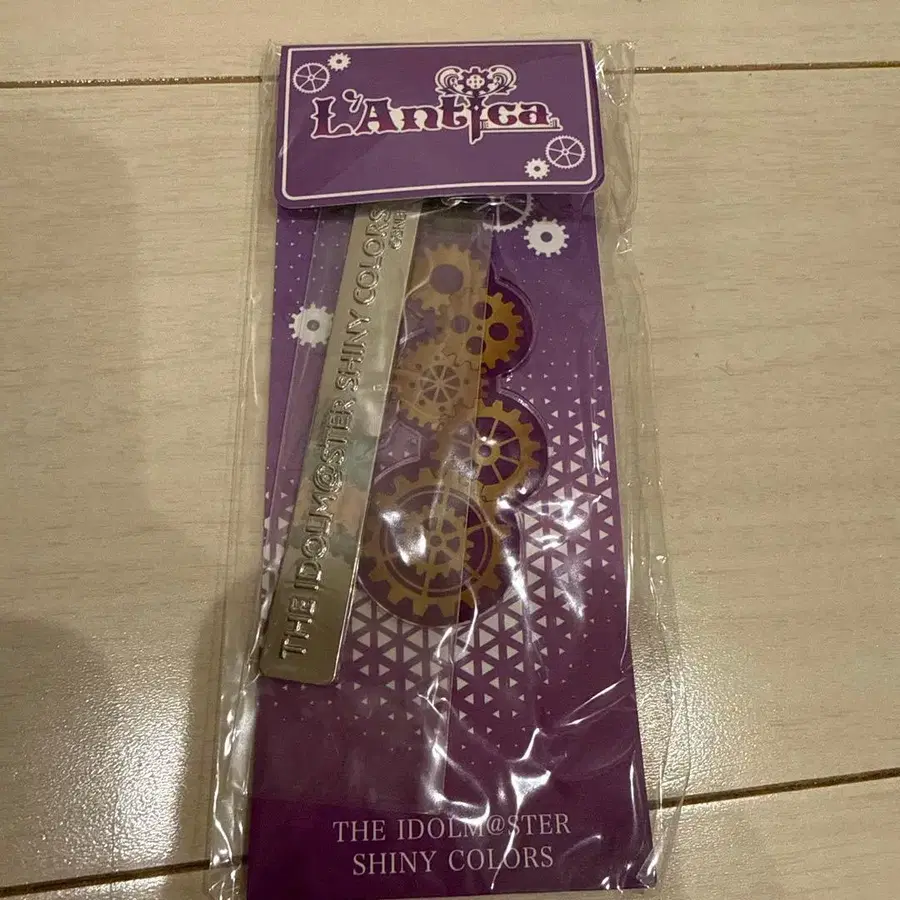 L'Antica
THE IDOLM@STER SHINY COLORS
THE IDOLM@STER
SHINY COLORS